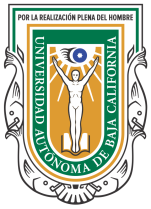 POR LA REALIZACIÓN PLENA DEL HOMBRE
UNIVERSIDAD AUTÓNOMA DE BAJA CALIFORNIA